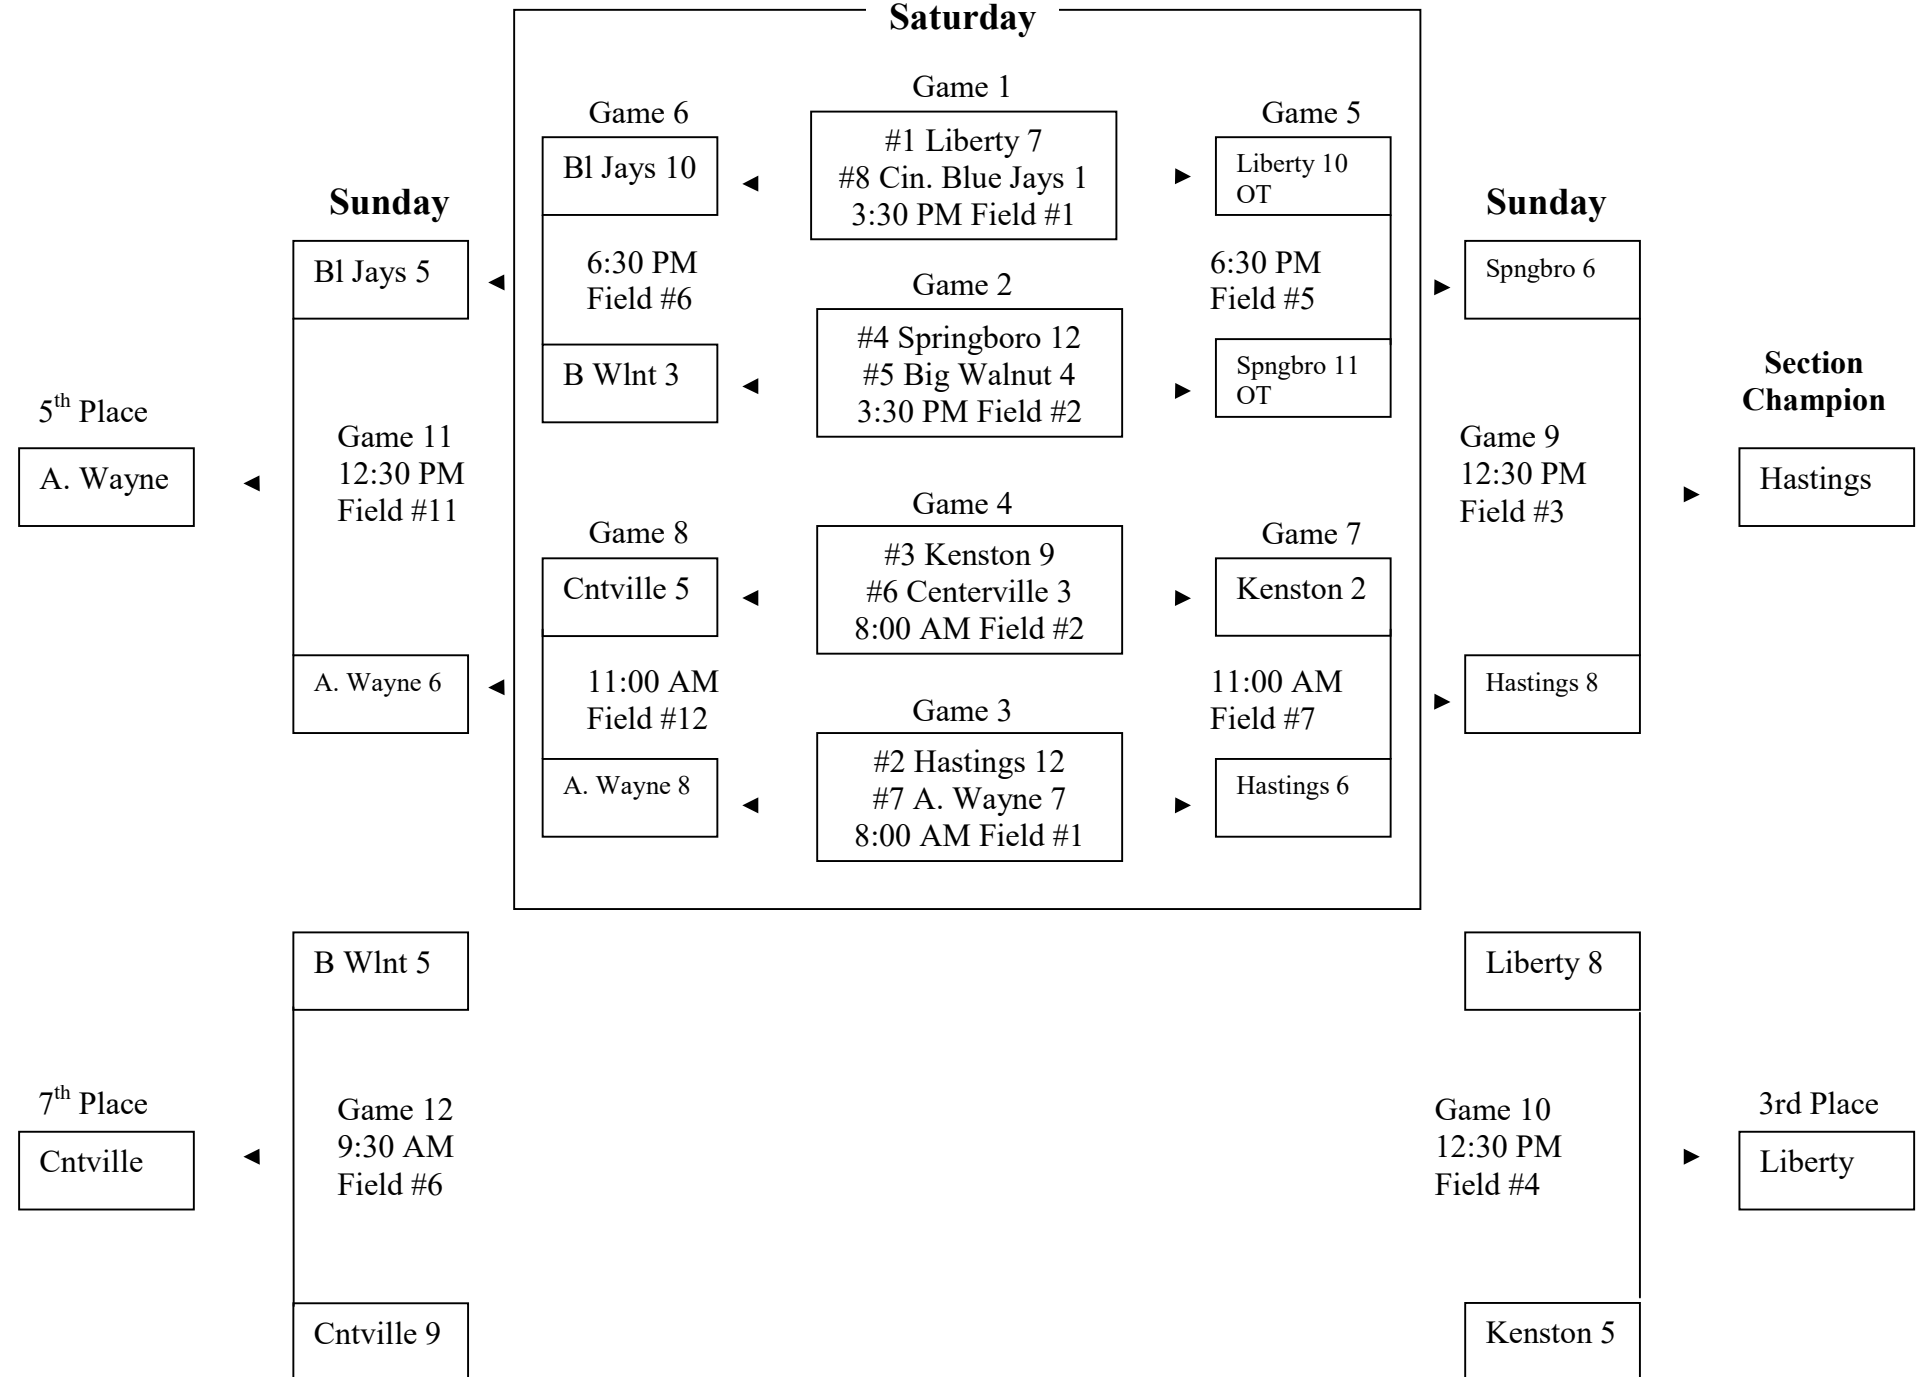 Saturday
Game 1
Game 6
Game 5
#1 Liberty 7
#8 Cin. Blue Jays 1
3:30 PM Field #1
Bl Jays 10
Liberty 10
OT
Sunday
Sunday
Bl Jays 5
6:30 PM
Field #6
6:30 PM
Field #5
Spngbro 6
Game 2
#4 Springboro 12
#5 Big Walnut 4
3:30 PM Field #2
B Wlnt 3
Spngbro 11
OT
Section
Champion
5th Place
A. Wayne
Game 11
12:30 PM
Field #11
Game 9
12:30 PM
Field #3
Hastings
Game 4
Game 8
Game 7
#3 Kenston 9
#6 Centerville 3
8:00 AM Field #2
Cntville 5
Kenston 2
A. Wayne 6
11:00 AM
Field #12
11:00 AM
Field #7
Hastings 8
Game 3
#2 Hastings 12
#7 A. Wayne 7
8:00 AM Field #1
A. Wayne 8
Hastings 6
B Wlnt 5
Liberty 8
7th Place
Cntville
Game 12
9:30 AM
Field #6
Game 10
12:30 PM
Field #4
3rd Place
Liberty
Cntville 9
Kenston 5